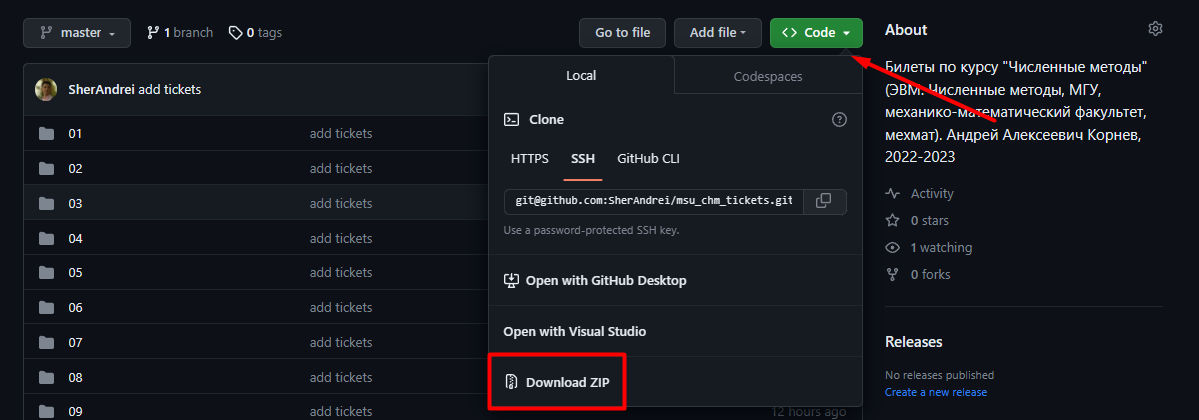 master
1 branch
0 tags
Go to file
Add file
<> Code
About
Билеты по курсу "Численные методы"
(ЭВМ. Численные методы, МГУ,
механико-математический факультет,
мехмат). Андрей Алексеевич Корнев,
2022-2023
Activity
0 stars
1 watching
0 forks
Releases
No releases published
Create a new release
SherAndrei add tickets
01 add tickets
02 add tickets
03 add tickets
04 add tickets
05 add tickets
06 add tickets
07 add tickets
08 add tickets
09
12 hours ago
Local
Codespaces
Clone
HTTPS
SSH
GitHub CLI
git@github.com:SherAndrei/msu_chm_tickets.git
Use a password-protected SSH key.
Open with GitHub Desktop
Open with Visual Studio
Download ZIP